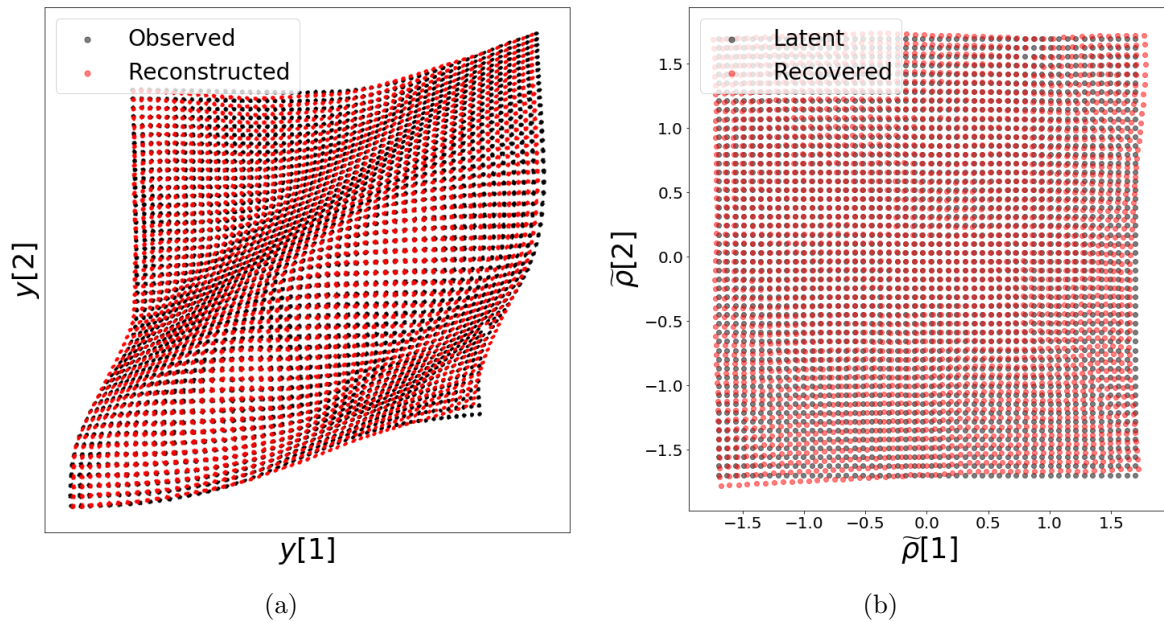 Observed
Reconstructed
y[2]
y[1]
(a)
Latent
Recovered
1.5
1.0
0.5
0.0
−0.5
−1.0
−1.5
ρ̃[2]
−1.5 −1.0 −0.5 0.0 0.5 1.0 1.5
ρ̃[1]
(b)